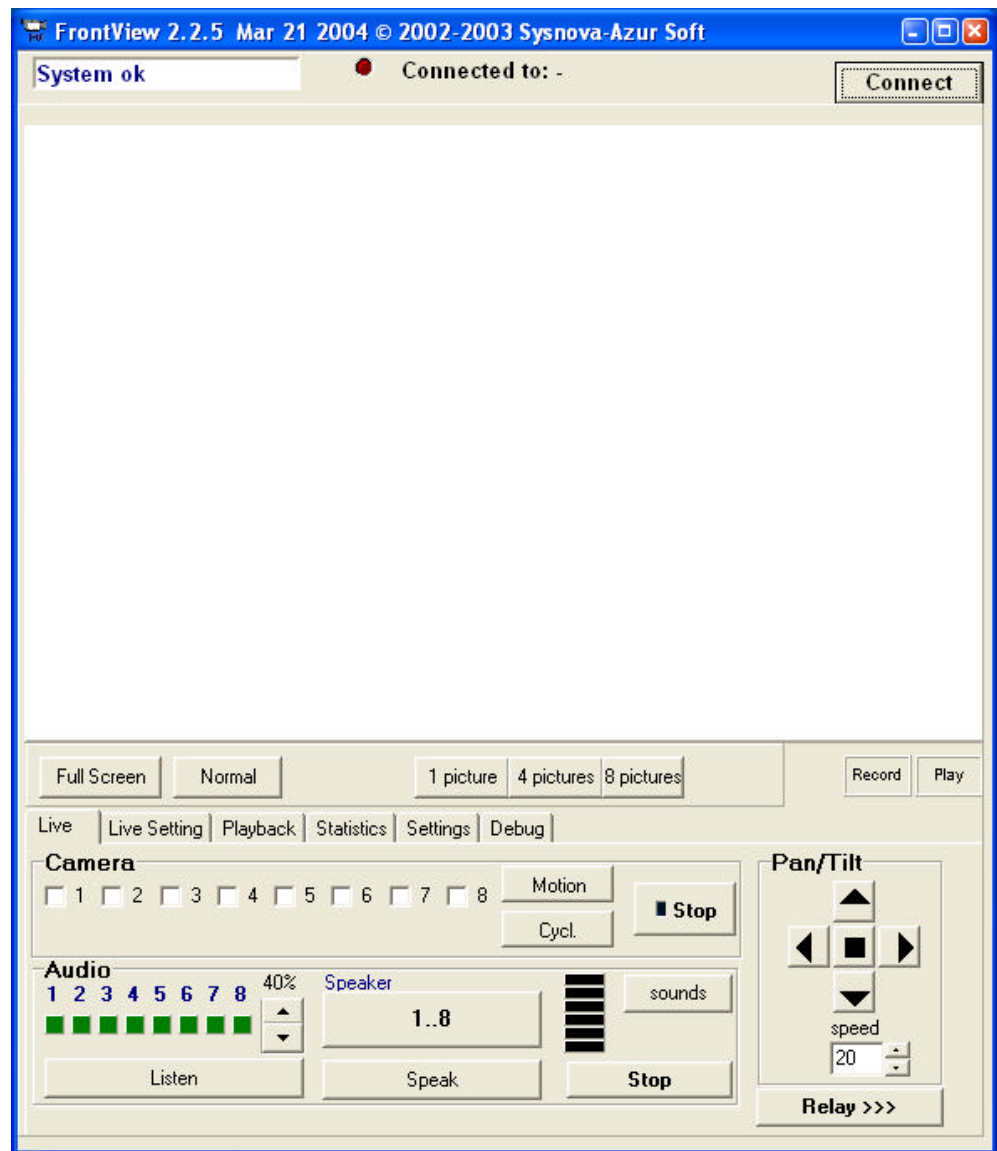 FrontView 2.2.5 Mar 21 2004 © 2002-2003 Sysnova-Azur Soft
System ok Connected to: - Connect
Full Screen Normal 1 picture 4 pictures 8 pictures Record Play
Live Live Setting Playback Statistics Settings Debug
Camera
1 2 3 4 5 6 7 8
Motion
Cycl.
Stop
Audio
1 2 3 4 5 6 7 8
40%
Speaker
1..8
sounds
Listen
Speak
Stop
Pan/Tilt
speed
20
Relay >>>